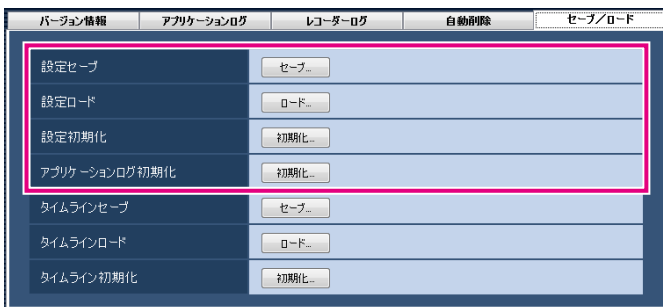 バージョン情報 アプリケーションログ レコーダーログ 自動削除 セーブ/ロード
設定セーブ セーブ...
設定ロード ロード...
設定初期化 初期化...
アプリケーションログ初期化 初期化...
タイムラインセーブ セーブ...
タイムラインロード ロード...
タイムライン初期化 初期化...